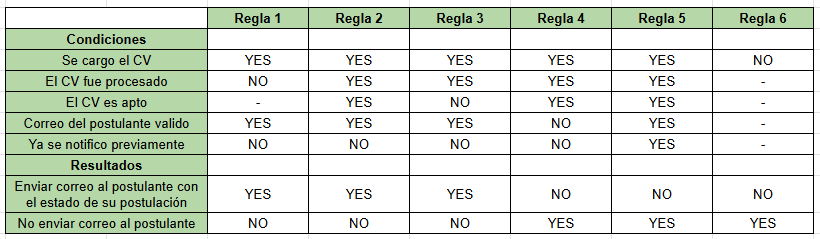 Regla 1 Regla 2 Regla 3 Regla 4 Regla 5 Regla 6
Condiciones
Se cargo el CV YES YES YES YES YES NO
El CV fue procesado NO YES YES YES YES -
El CV es apto - YES NO YES YES -
Correo del postulante valido YES YES YES NO YES -
Ya se notifico previamente NO NO NO NO YES -
Resultados
Enviar correo al postulante con
el estado de su postulación YES YES YES NO NO NO
No enviar correo al postulante NO NO NO YES YES YES